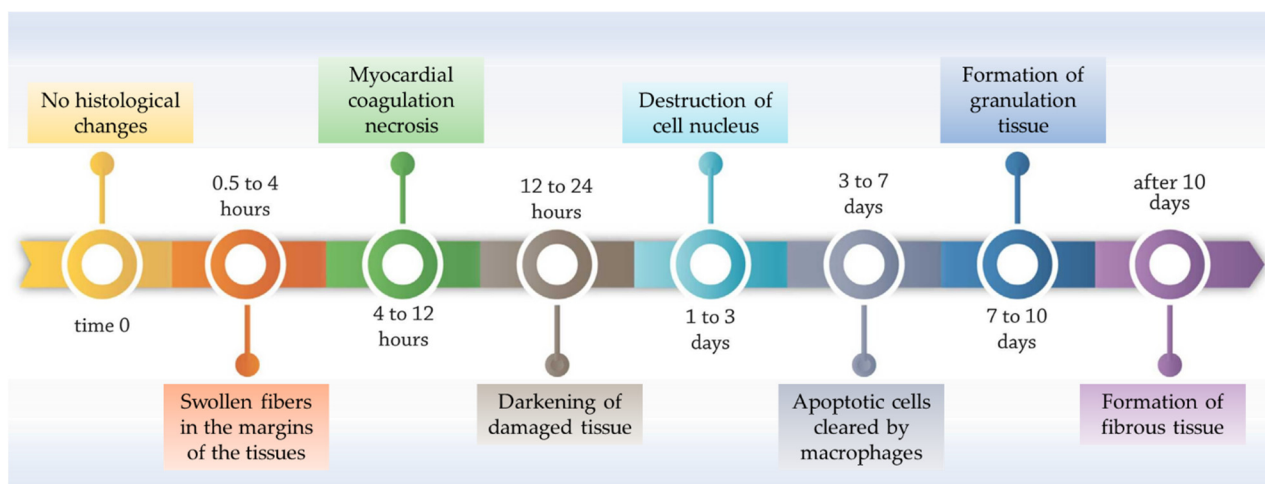 No histological
changes
time 0
0.5 to 4
hours
Swollen fibers
in the margins
of the tissues
Myocardial
coagulation
necrosis
4 to 12
hours
12 to 24
hours
Darkening of
damaged tissue
Destruction of
cell nucleus
1 to 3
days
3 to 7
days
Apoptotic cells
cleared by
macrophages
Formation of
granulation
tissue
7 to 10
days
after 10
days
Formation of
fibrous tissue